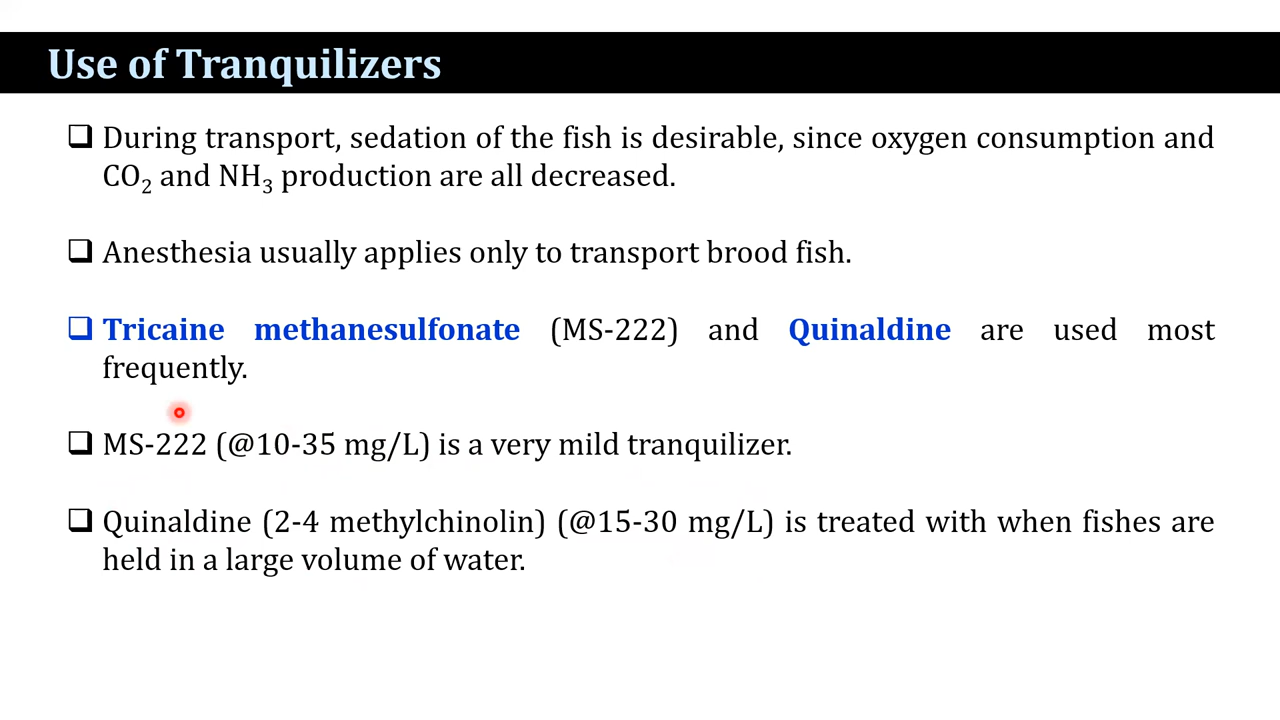 Use of Tranquilizers
During transport, sedation of the fish is desirable, since oxygen consumption and
CO₂ and NH₃ production are all decreased.
Anesthesia usually applies only to transport brood fish.
Tricaine methanesulfonate (MS-222) and Quinaldine are used most
frequently.
MS-222 (@10-35 mg/L) is a very mild tranquilizer.
Quinaldine (2-4 methylchinolin) (@15-30 mg/L) is treated with when fishes are
held in a large volume of water.